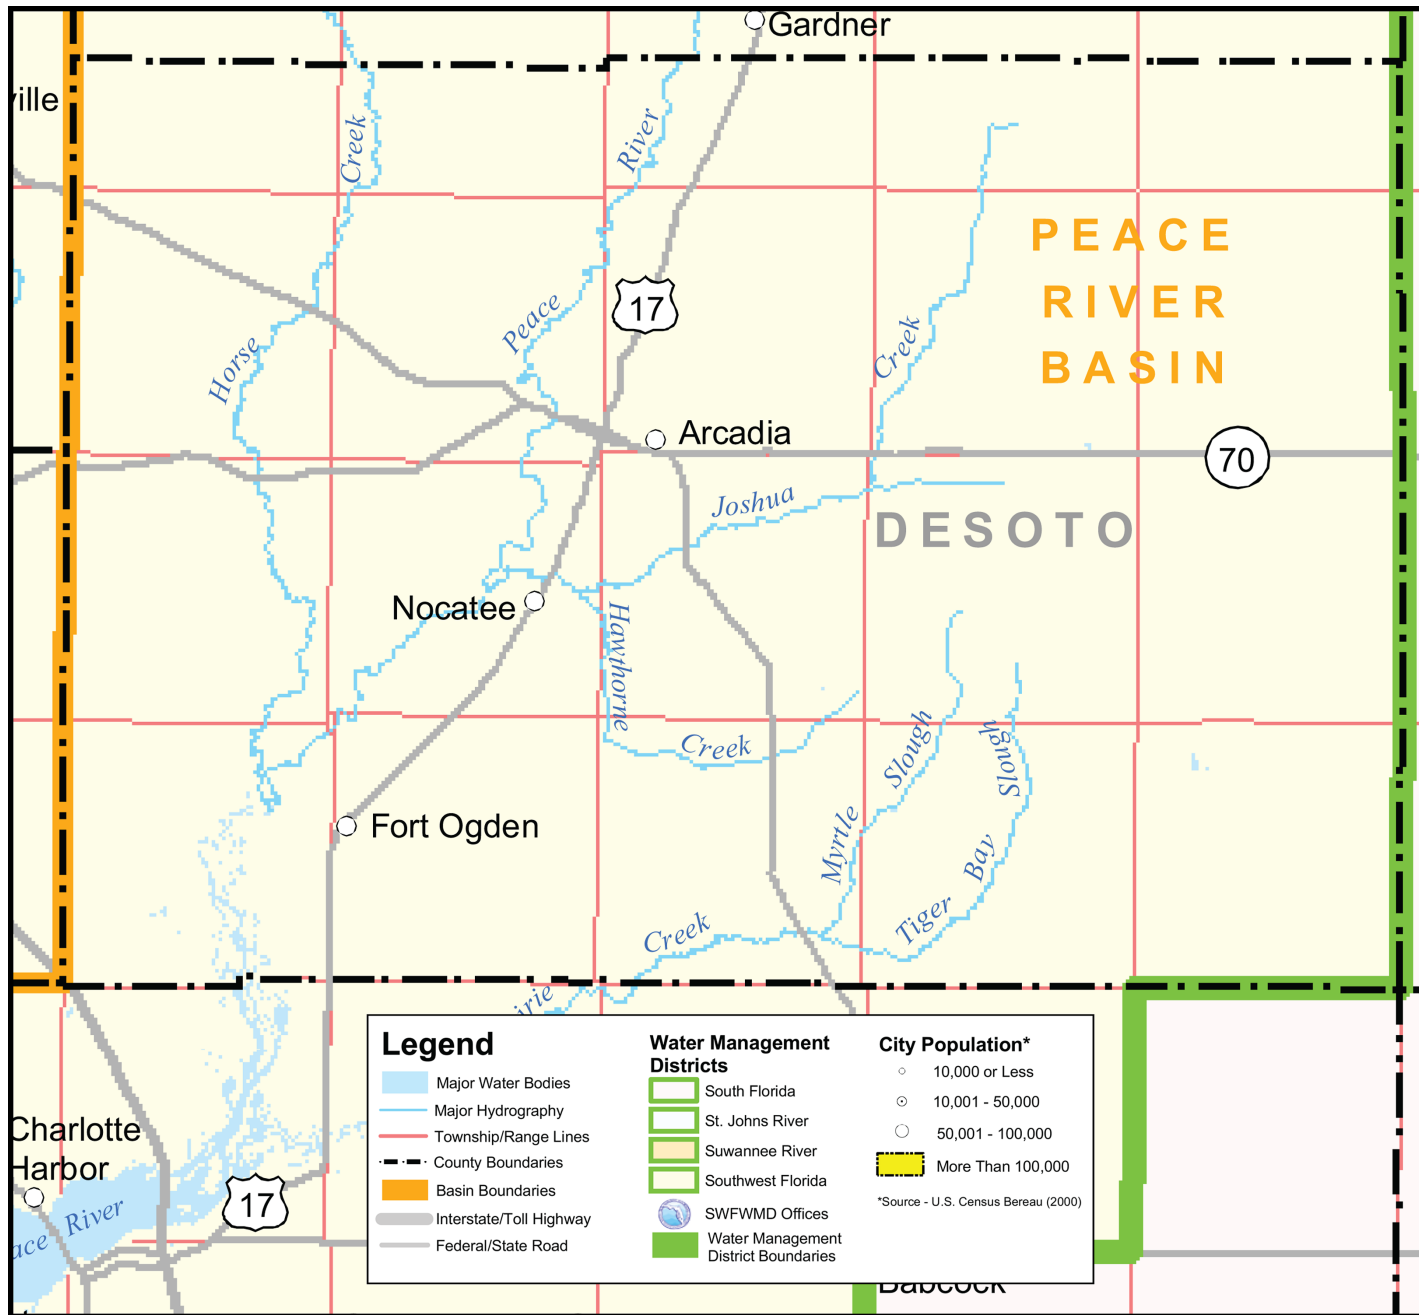 Gardner
ville
Creek
River
PEACE
RIVER
BASIN
17
Peace
Horse
Creek
Arcadia
70
Joshua
DESOTO
Nocatee
Hawthorne
Creek
Slough
Slough
Myrtle
Bay
Fort Ogden
Tiger
Creek
irie
Charlotte
Harbor
ace River
17
Legend
Major Water Bodies
Major Hydrography
Township/Range Lines
County Boundaries
Basin Boundaries
Interstate/Toll Highway
Federal/State Road
Water Management
Districts
South Florida
St. Johns River
Suwannee River
Southwest Florida
SWFWMD Offices
Water Management
District Boundaries
City Population*
10,000 or Less
10,001 - 50,000
50,001 - 100,000
More Than 100,000
*Source - U.S. Census Bereau (2000)
Babcock